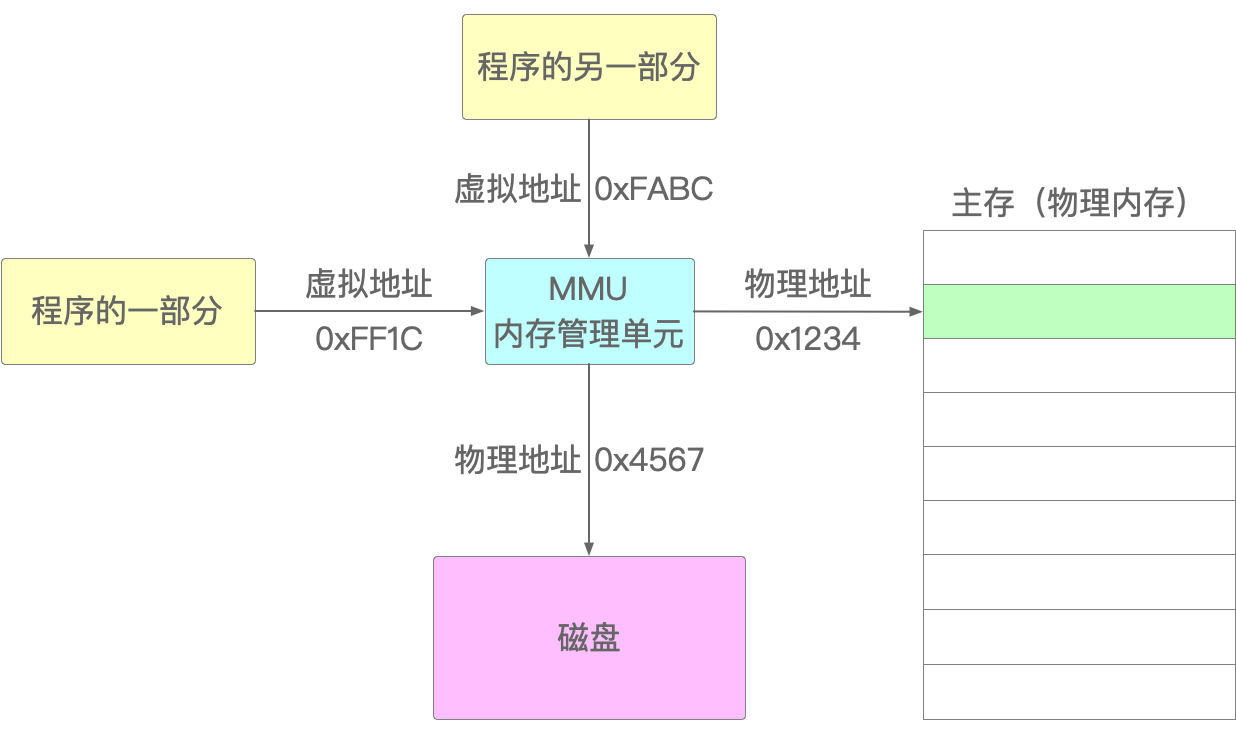 程序的另一部分
虚拟地址 0xFABC
主存（物理内存）
程序的一部分
虚拟地址
0xFF1C
MMU
内存管理单元
物理地址
0x1234
物理地址 0x4567
磁盘